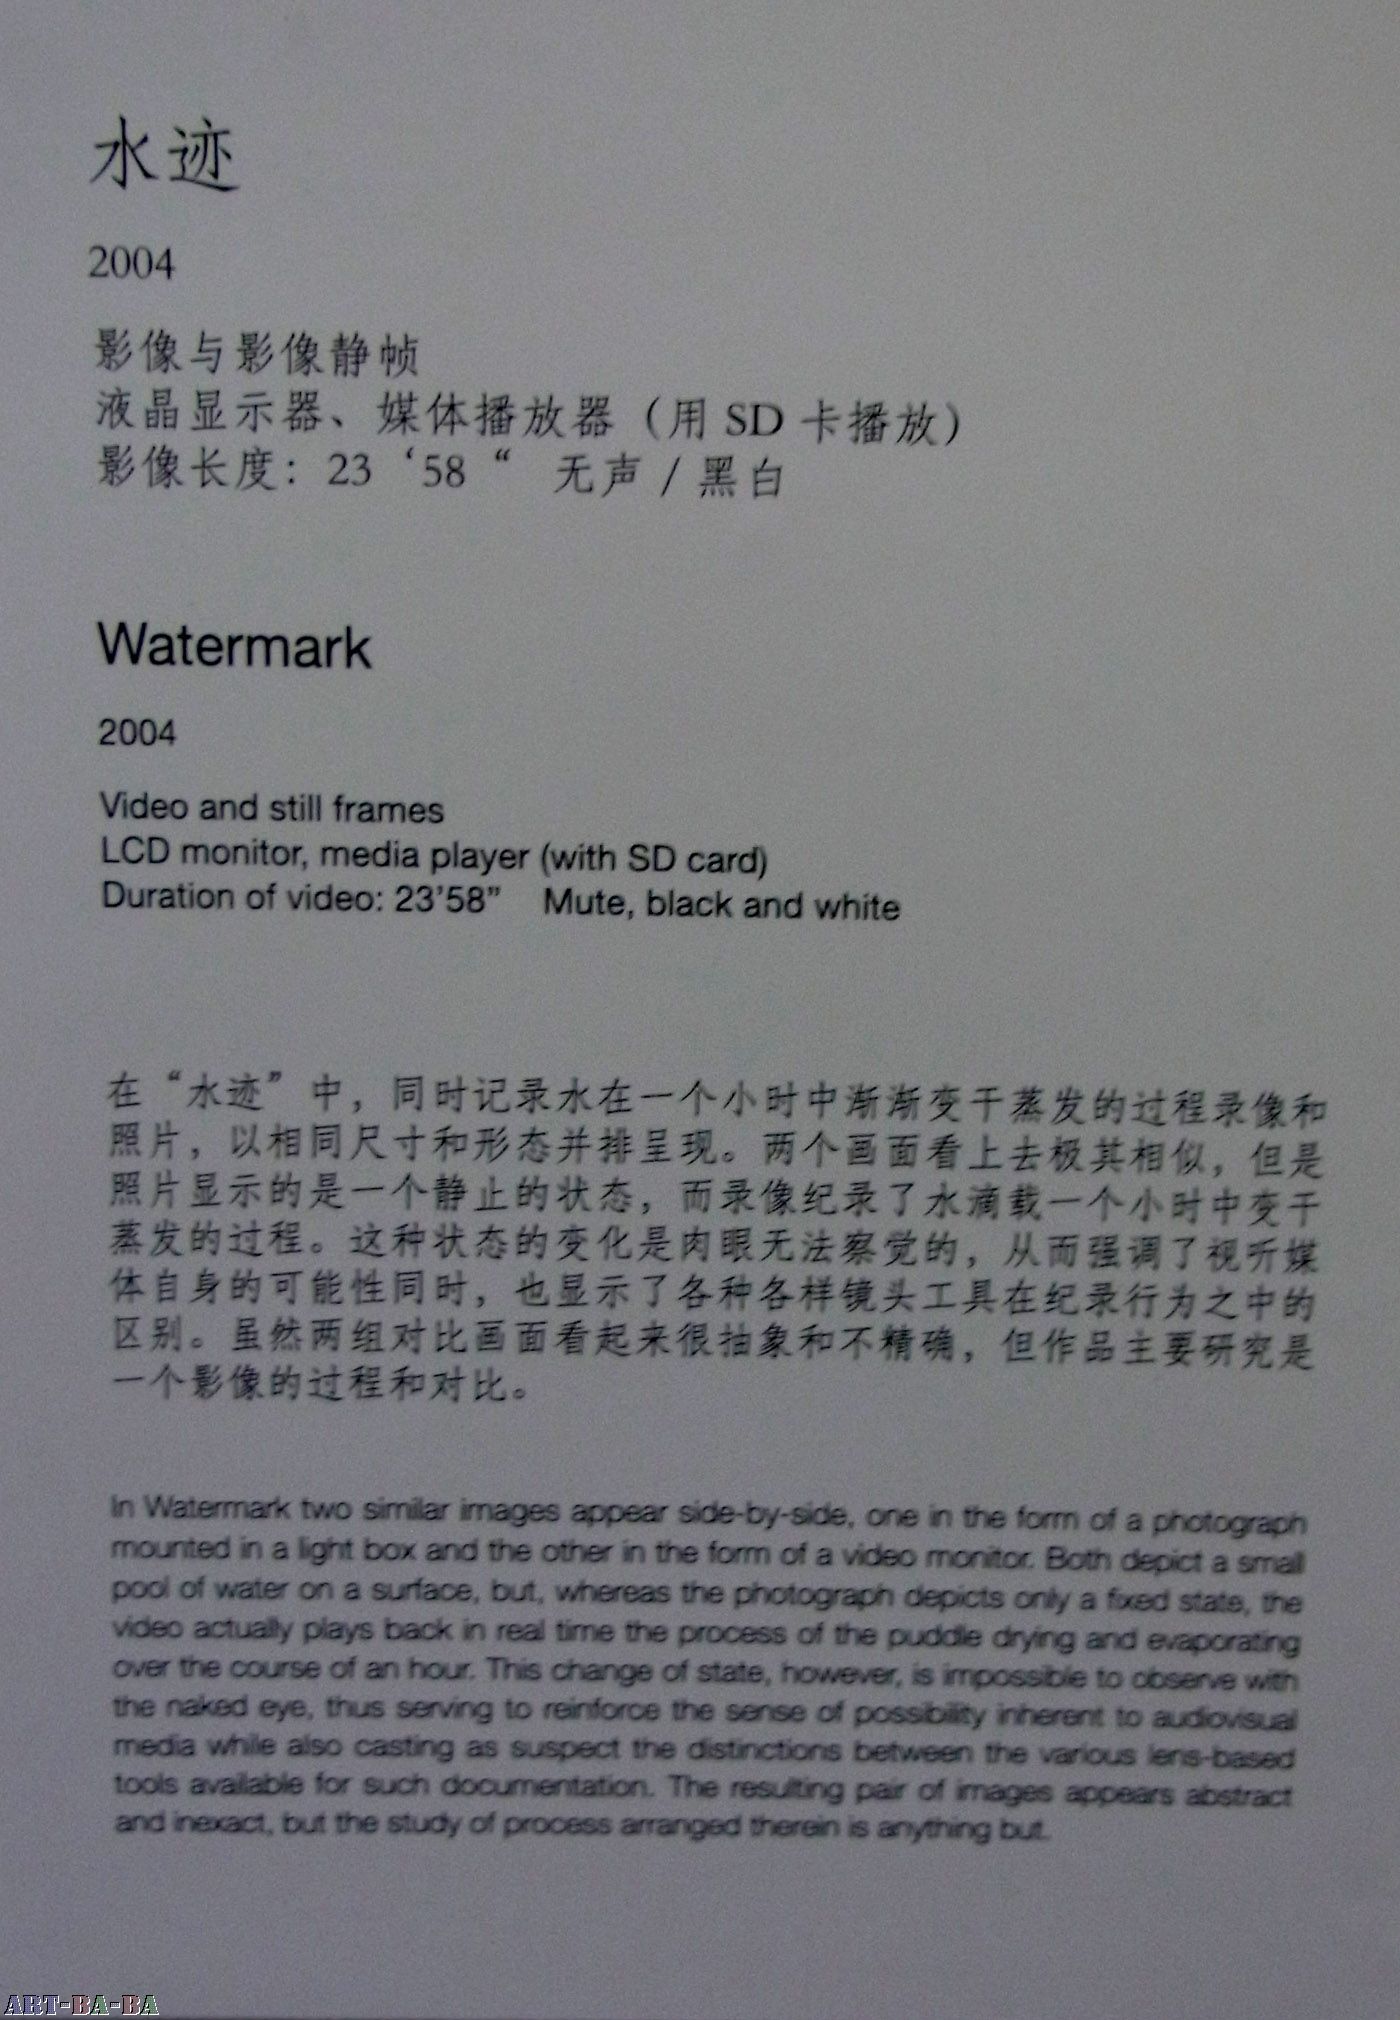 水迹
2004
影像与影像静帧
液晶显示器、媒体播放器（用 SD 卡播放）
影像长度：23‘58“ 无声 / 黑白
Watermark
2004
Video and still frames
LCD monitor, media player (with SD card)
Duration of video: 23’58” Mute, black and white
在“水迹”中，同时记录水在一个小时中渐渐变干蒸发的过程录像和
照片，以相同尺寸和形态并排呈现。两个画面看上去极其相似，但是
照片显示的是一个静止的状态，而录像纪录了水滴载一个小时中变干
蒸发的过程。这种状态的变化是肉眼无法察觉的，从而强调了视听媒
体自身的可能性同时，也显示了各种各样镜头工具在纪录行为之中的
区别。虽然两组对比画面看起来很抽象和不精确，但作品主要研究是
一个影像的过程和对比。
In Watermark two similar images appear side-by-side, one in the form of a photograph
mounted in a light box and the other in the form of a video monitor. Both depict a small
pool of water on a surface, but, whereas the photograph depicts only a fixed state, the
video actually plays back in real time the process of the puddle drying and evaporating
over the course of an hour. This change of state, however, is impossible to observe with
the naked eye, thus serving to reinforce the sense of possibility inherent to audiovisual
media while also casting as suspect the distinctions between the various lens-based
tools available for such documentation. The resulting pair of images appears abstract
and inexact, but the study of process arranged therein is anything but.
ART-BA-BA